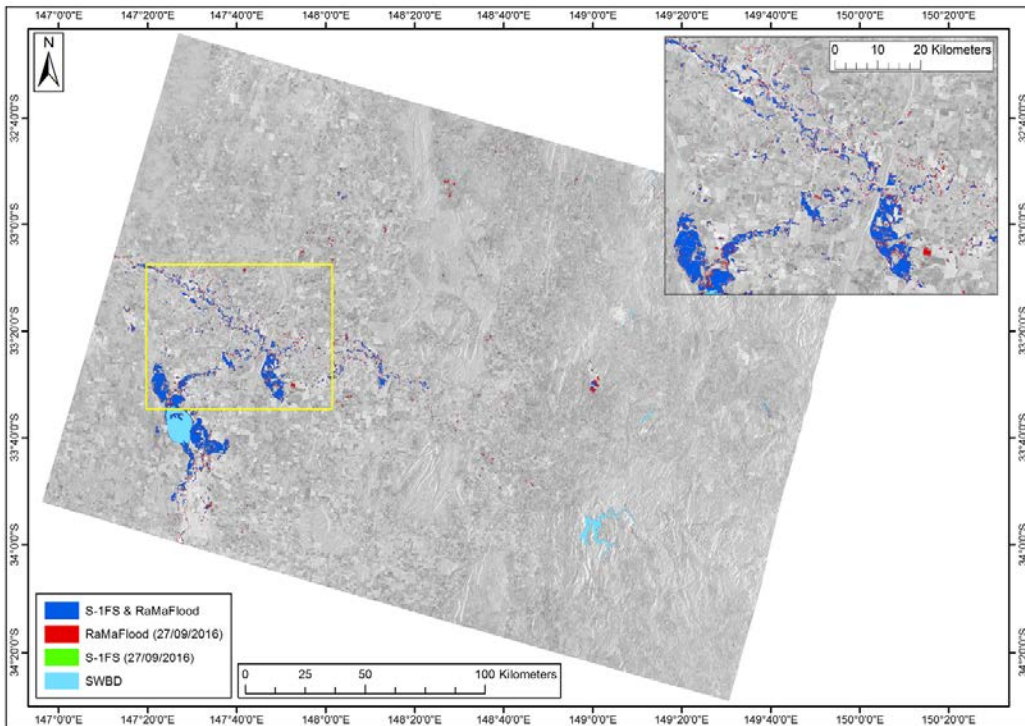 147°0'0"E 147°20'0"E 147°40'0"E 148°0'0"E 148°20'0"E 148°40'0"E 149°0'0"E 149°20'0"E 149°40'0"E 150°0'0"E 150°20'0"E
N
0 10 20 Kilometers
32°40'0"S
32°40'0"S
33°0'0"S
33°0'0"S
33°20'0"S
33°20'0"S
33°40'0"S
33°40'0"S
34°0'0"S
34°0'0"S
34°20'0"S
34°20'0"S
S-1FS & RaMaFlood
RaMaFlood (27/09/2016)
S-1FS (27/09/2016)
SWBD
0 25 50 100 Kilometers
147°0'0"E 147°20'0"E 147°40'0"E 148°0'0"E 148°20'0"E 148°40'0"E 149°0'0"E 149°20'0"E 149°40'0"E 150°0'0"E 150°20'0"E